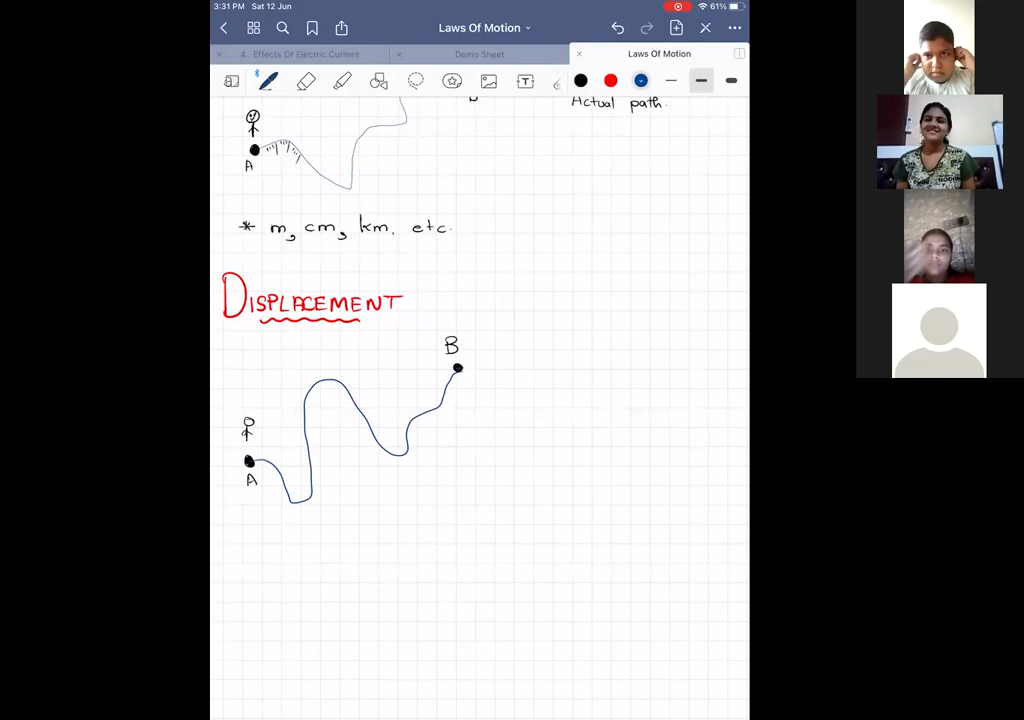 3:31 PM Sat 12 Jun
61%
Laws Of Motion
4. Effects Of Electric Current
Demo Sheet
Laws Of Motion
T
Actual path.
A
* m, cm, km. etc.
DISPLACEMENT
B
A